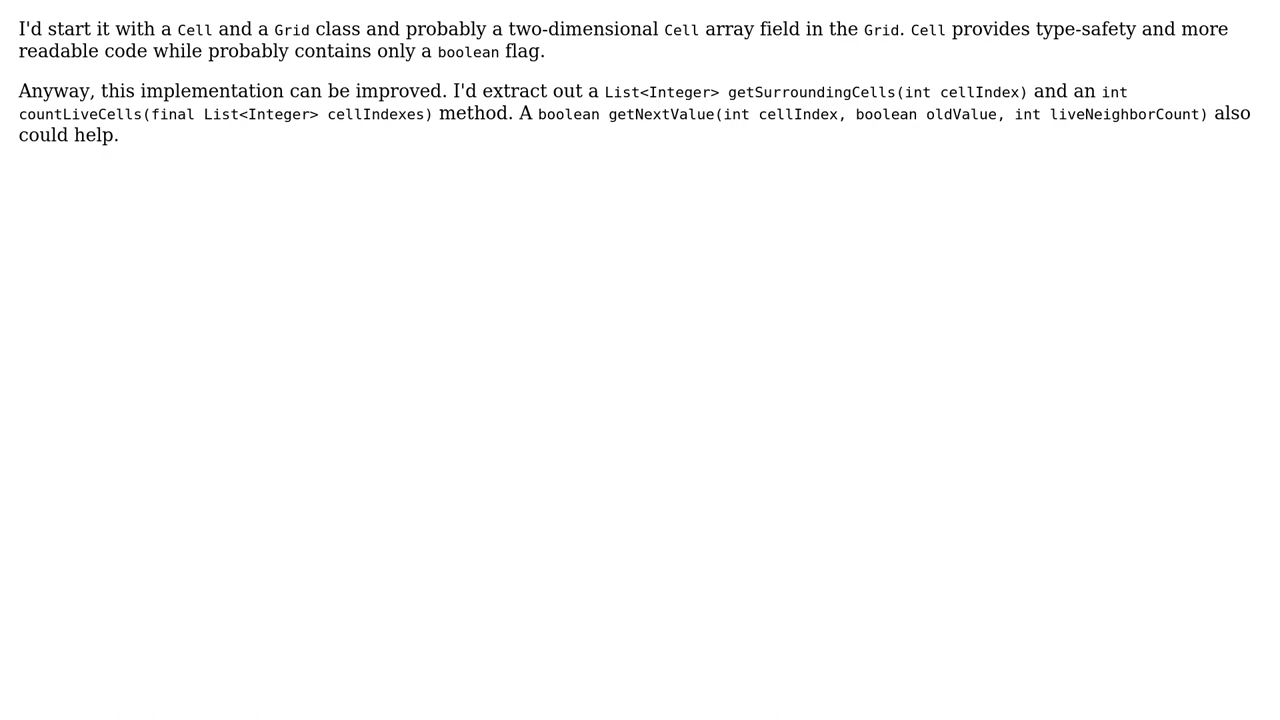 I'd start it with a Cell and a Grid class and probably a two-dimensional Cell array field in the Grid. Cell provides type-safety and more
readable code while probably contains only a boolean flag.
Anyway, this implementation can be improved. I'd extract out a List<Integer> getSurroundingCells(int cellIndex) and an int
countLiveCells(final List<Integer> cellIndexes) method. A boolean getNextValue(int cellIndex, boolean oldValue, int liveNeighborCount) also
could help.